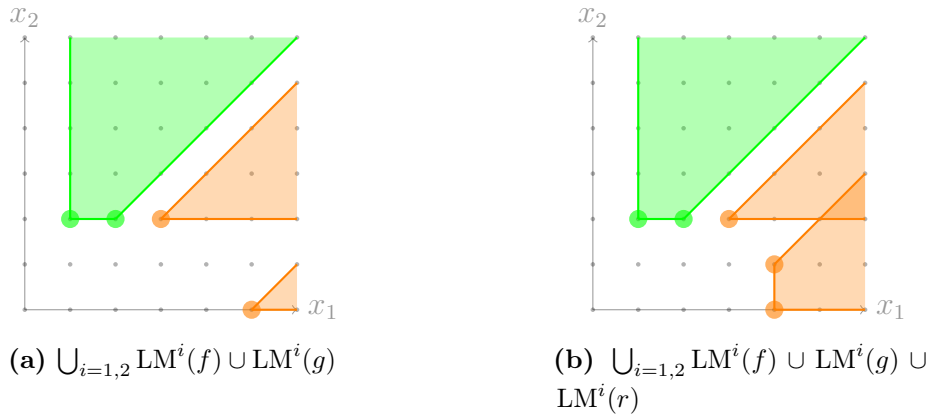 x₂
x₂
x₁
x₁
(a) ⋃ᵢ₌₁,₂ LMⁱ(f) ∪ LMⁱ(g)
(b) ⋃ᵢ₌₁,₂ LMⁱ(f) ∪ LMⁱ(g) ∪
LMⁱ(r)